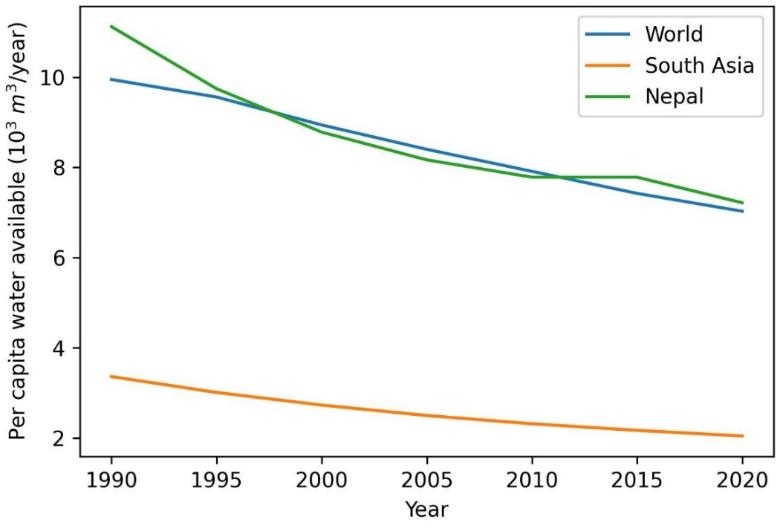 Per capita water available (10³ m³/year)
10
8
6
4
2
World
South Asia
Nepal
1990 1995 2000 2005 2010 2015 2020
Year